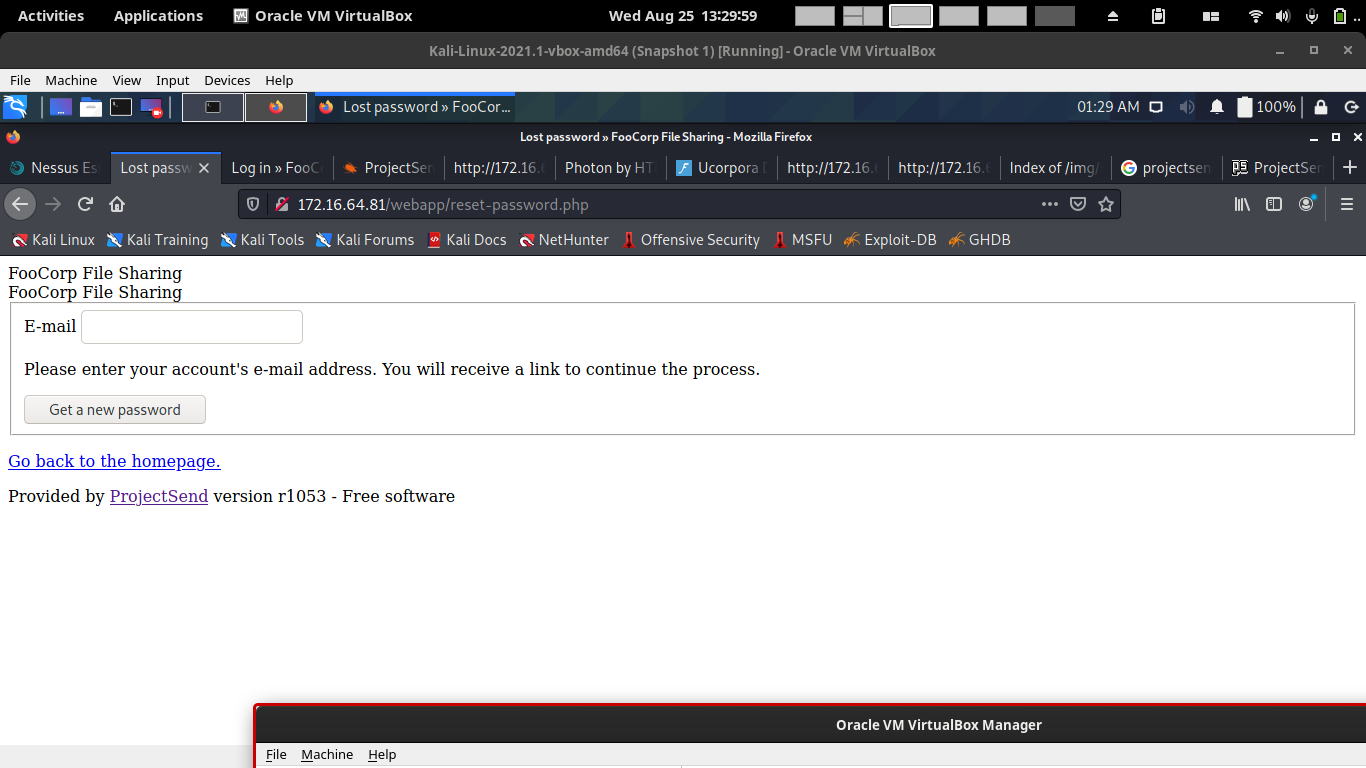 Activities Applications Oracle VM VirtualBox Wed Aug 25 13:29:59
Kali-Linux-2021.1-vbox-amd64 (Snapshot 1) [Running] - Oracle VM VirtualBox
File Machine View Input Devices Help
Lost password » FooCor... 01:29 AM 100%
Lost password » FooCorp File Sharing - Mozilla Firefox
Nessus Es Lost passw Log in » FooC ProjectSen http://172.16. Photon by HT Ucorpora http://172.16. http://172.16. Index of /img/ projectsen ProjectSen
172.16.64.81/webapp/reset-password.php
Kali Linux Kali Training Kali Tools Kali Forums Kali Docs NetHunter Offensive Security MSFU Exploit-DB GHDB
FooCorp File Sharing
FooCorp File Sharing
E-mail
Please enter your account's e-mail address. You will receive a link to continue the process.
Get a new password
Go back to the homepage.
Provided by ProjectSend version r1053 - Free software
Oracle VM VirtualBox Manager
File Machine Help